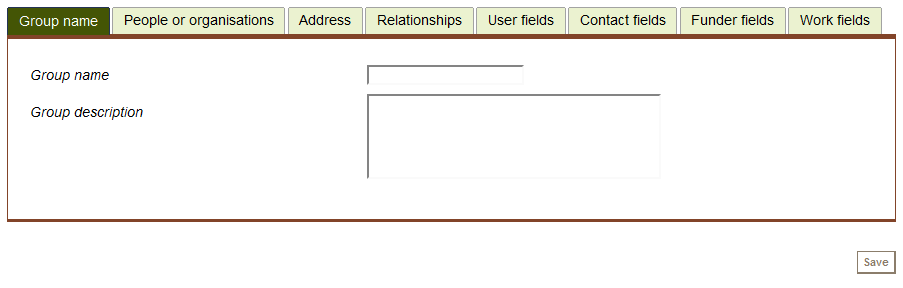 Group name People or organisations Address Relationships User fields Contact fields Funder fields Work fields
Group name
Group description
Save